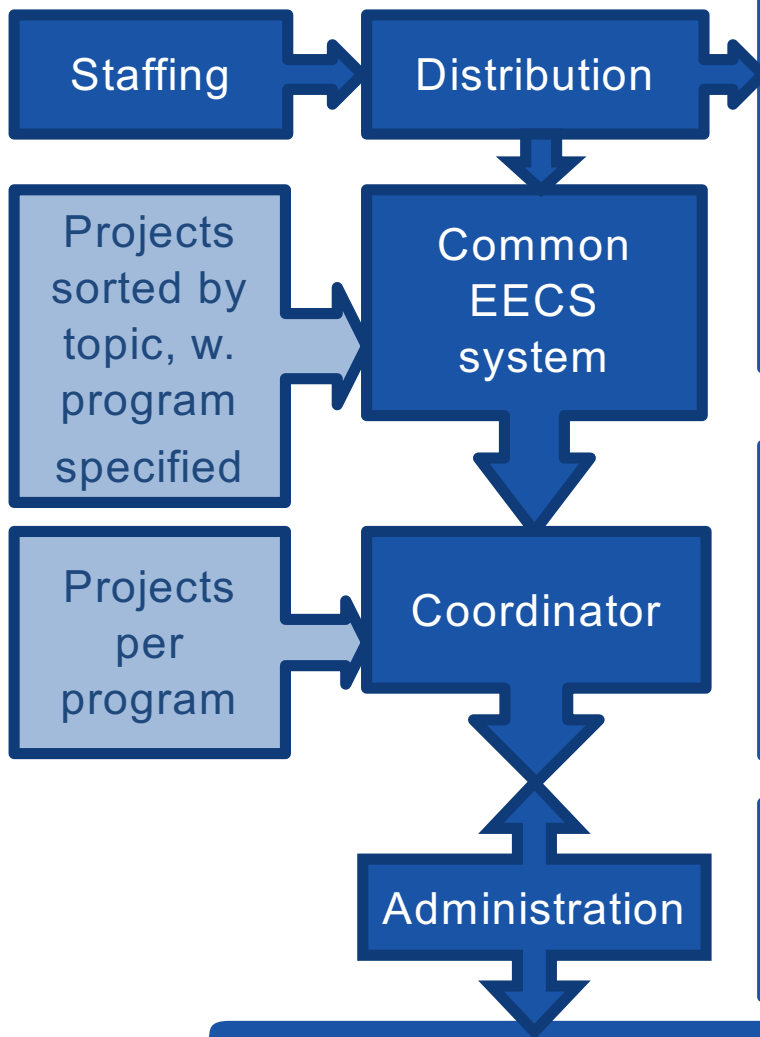 Staffing
Distribution
Projects
sorted by
topic, w.
program
specified
Common
EECS
system
Projects
per
program
Coordinator
Administration